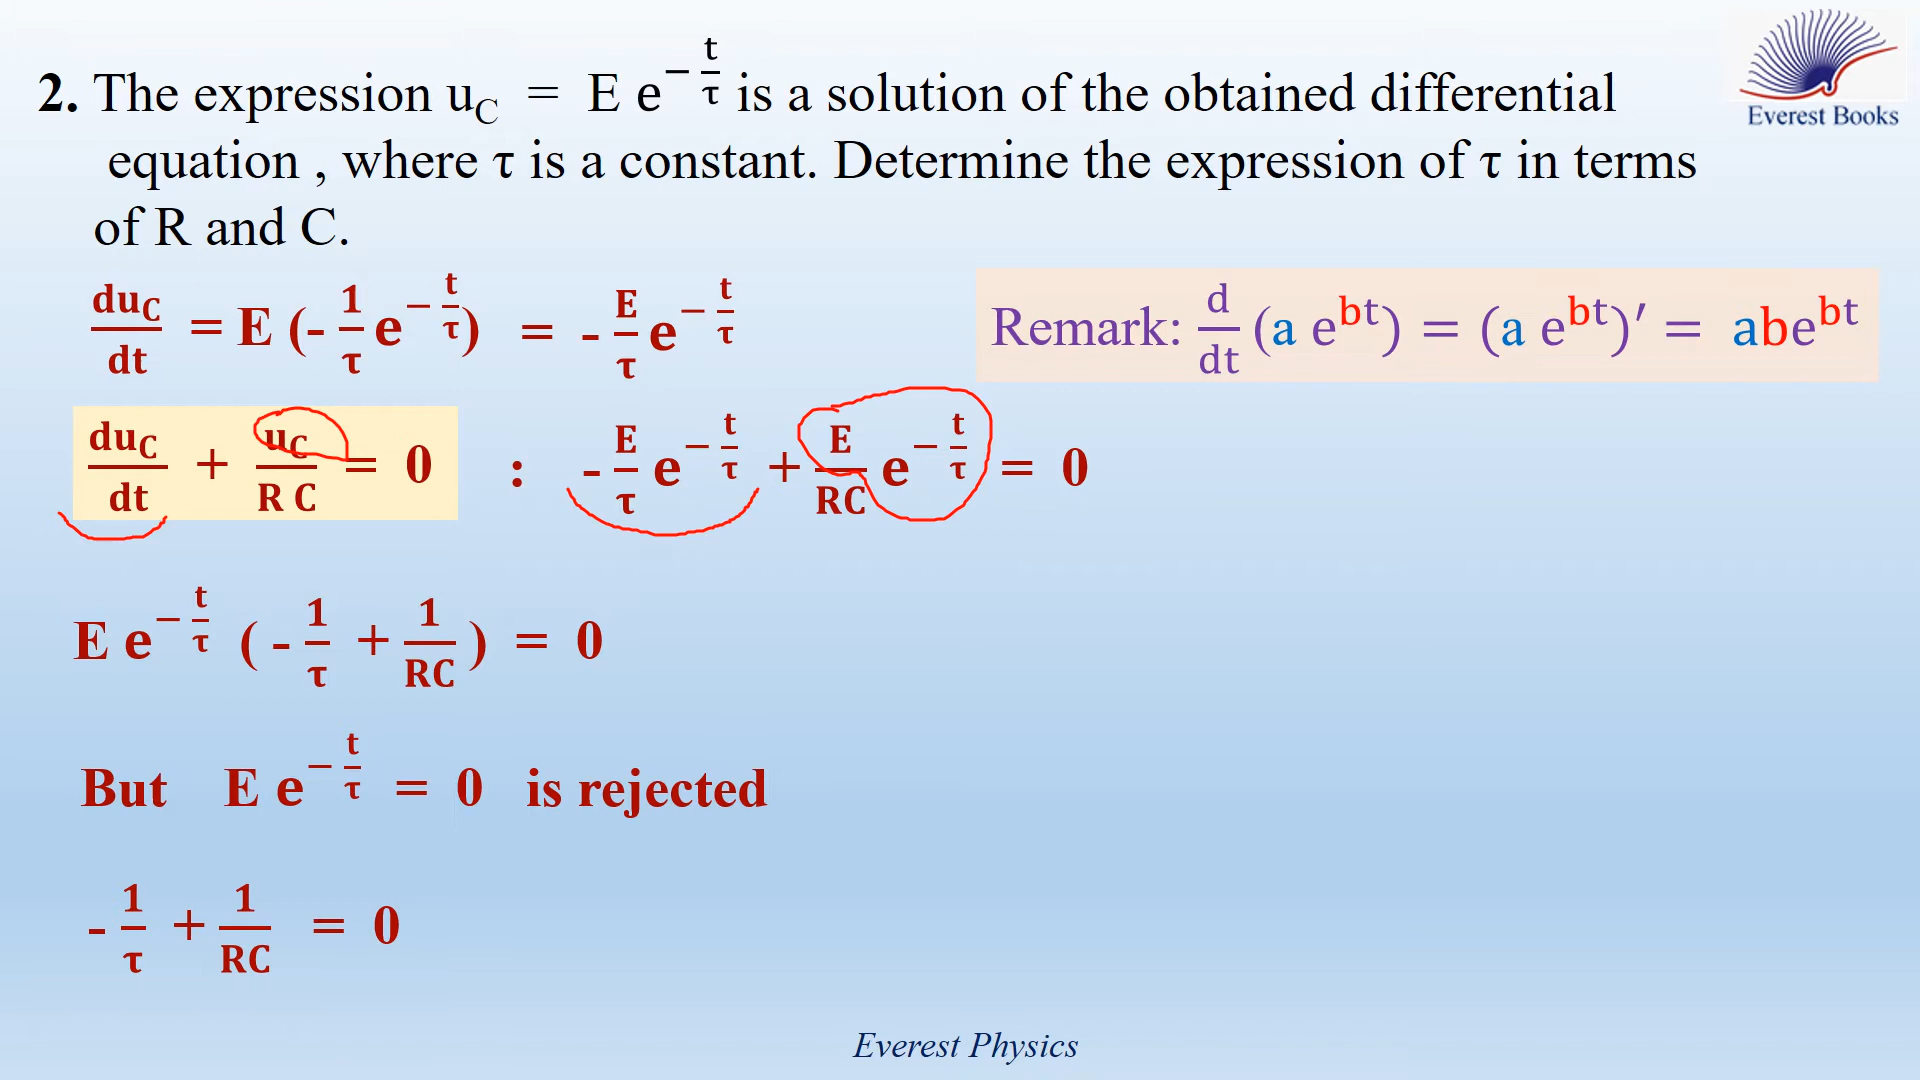 Everest Books
2. The expression u_C = E e^(−t/τ) is a solution of the obtained differential
equation , where τ is a constant. Determine the expression of τ in terms
of R and C.
du_C/dt = E (- 1/τ e^(−t/τ)) = - E/τ e^(−t/τ)
Remark: d/dt (a e^(bt)) = (a e^(bt))′ = abe^(bt)
du_C/dt + u_C/R C = 0 : - E/τ e^(−t/τ) + E/RC e^(−t/τ) = 0
E e^(−t/τ) ( - 1/τ + 1/RC ) = 0
But E e^(−t/τ) = 0 is rejected
- 1/τ + 1/RC = 0
Everest Physics